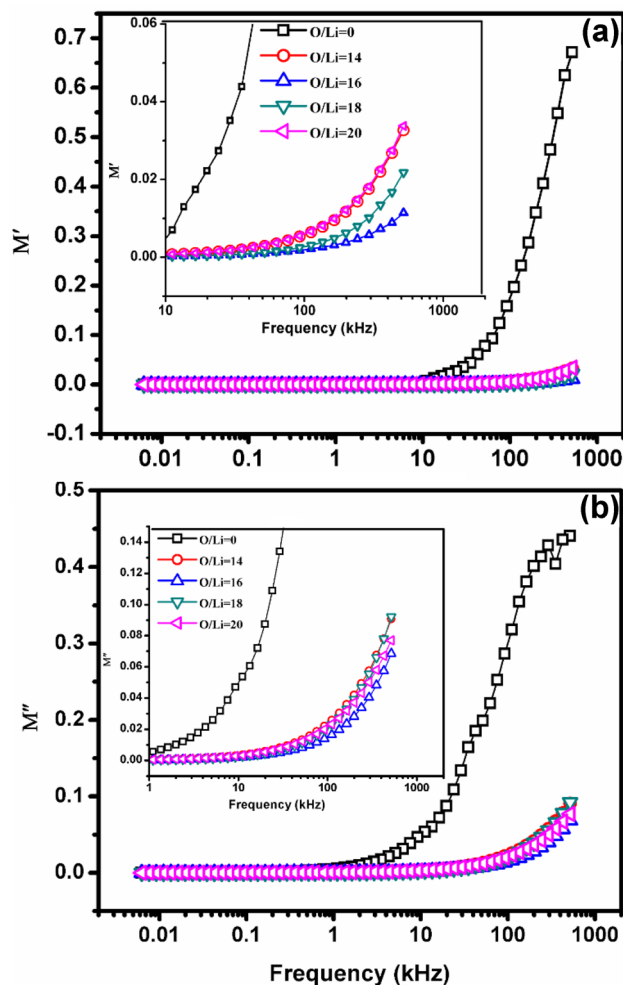 (a)
0.7
0.6
0.5
0.4
0.3
0.2
0.1
0.0
-0.1
M′
0.06
0.04
0.02
0.00
M′
O/Li=0
O/Li=14
O/Li=16
O/Li=18
O/Li=20
10 100 1000
Frequency (kHz)
0.01 0.1 1 10 100 1000
(b)
0.5
0.4
0.3
0.2
0.1
0.0
M″
0.14
0.12
0.10
0.08
0.06
0.04
0.02
0.00
M″
O/Li=0
O/Li=14
O/Li=16
O/Li=18
O/Li=20
1 10 100 1000
Frequency (kHz)
0.01 0.1 1 10 100 1000
Frequency (kHz)